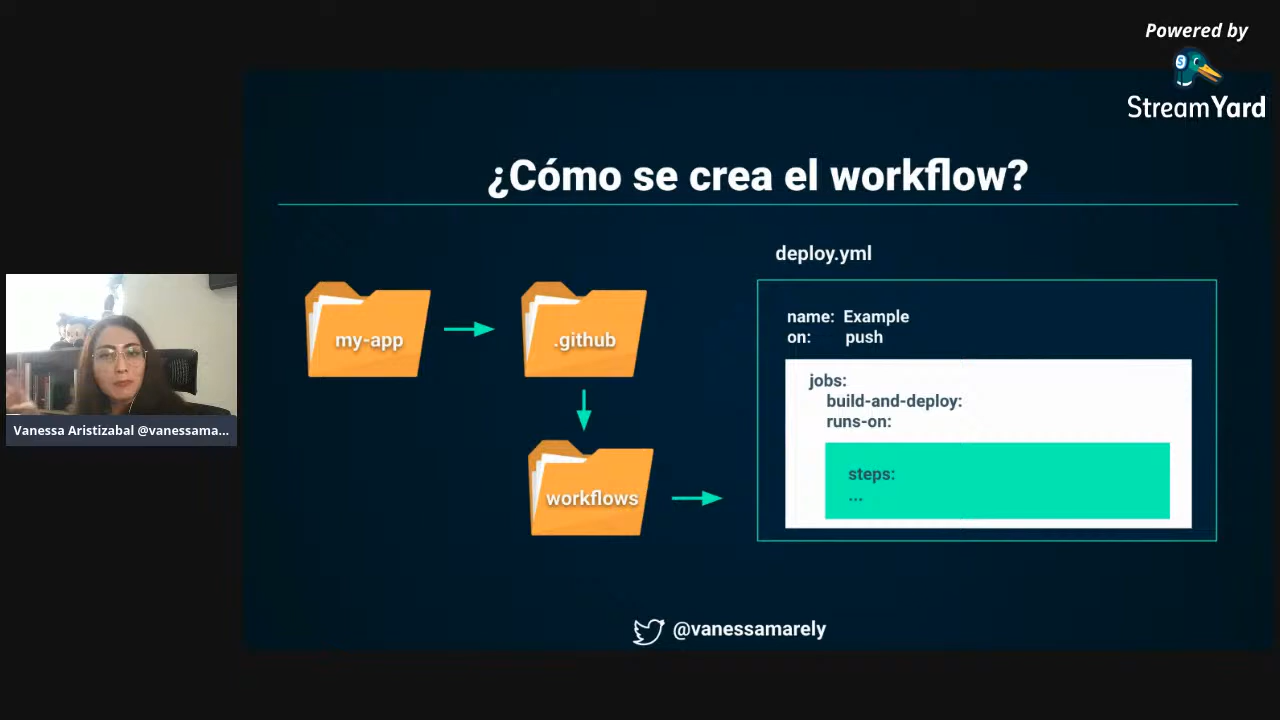 Powered by
StreamYard
¿Cómo se crea el workflow?
deploy.yml
my-app
.github
workflows
name: Example
on: push
jobs:
build-and-deploy:
runs-on:
steps:
...
Vanessa Aristizabal @vanessama...
@vanessamarely